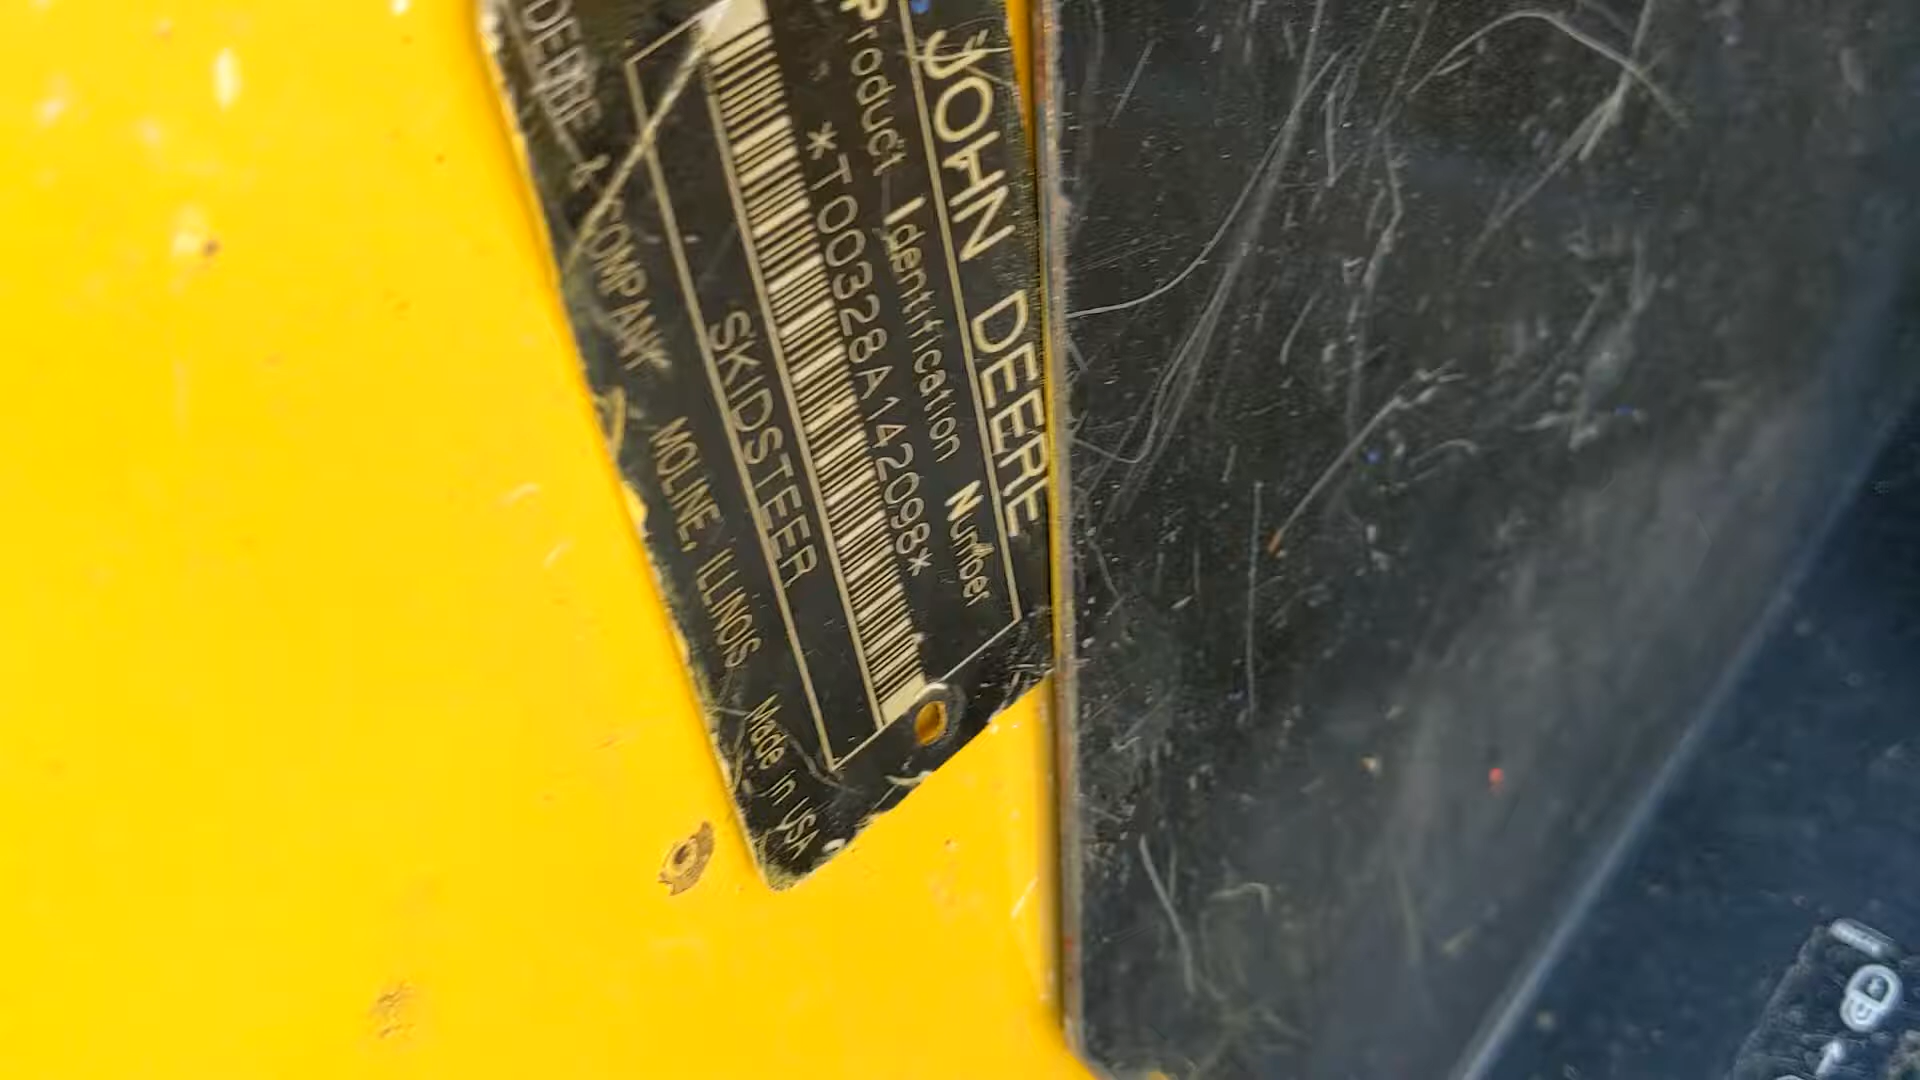 JOHN DEERE
Product Identification Number
*T00328A142098*
SKIDSTEER
DEERE & COMPANY MOLINE, ILLINOIS Made in USA